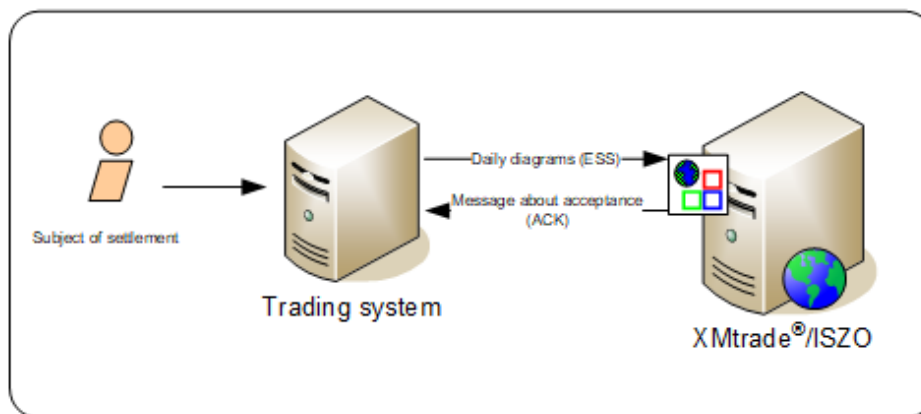 Daily diagrams (ESS)
Message about acceptance
(ACK)
Subject of settlement
Trading system
XMtrade®/ISZO